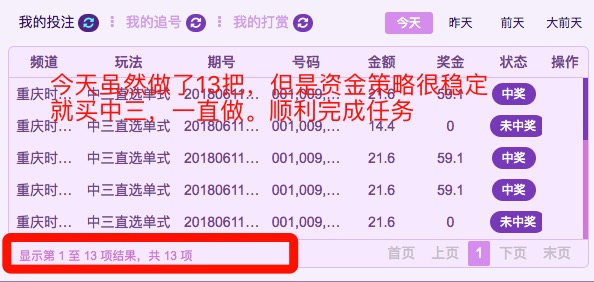 我的投注 ┇ 我的追号 ┇ 我的打赏 今天 昨天 前天 大前天
频道 玩法 期号 号码 金额 奖金 状态 操作
今天虽然做了13把，但是资金策略很稳定
重庆时… 中三直选单式 20180611… 001,009,… 21.6 59.1 中奖
就买中三，一直做。顺利完成任务
重庆时… 中三直选单式 20180611… 001,009,… 14.4 0 未中奖
重庆时… 中三直选单式 20180611… 001,009,… 21.6 59.1 中奖
重庆时… 中三直选单式 20180611… 001,009,… 21.6 59.1 中奖
重庆时… 中三直选单式 20180611… 001,009,… 21.6 0 未中奖
显示第 1 至 13 项结果，共 13 项 首页 上页 1 下页 末页